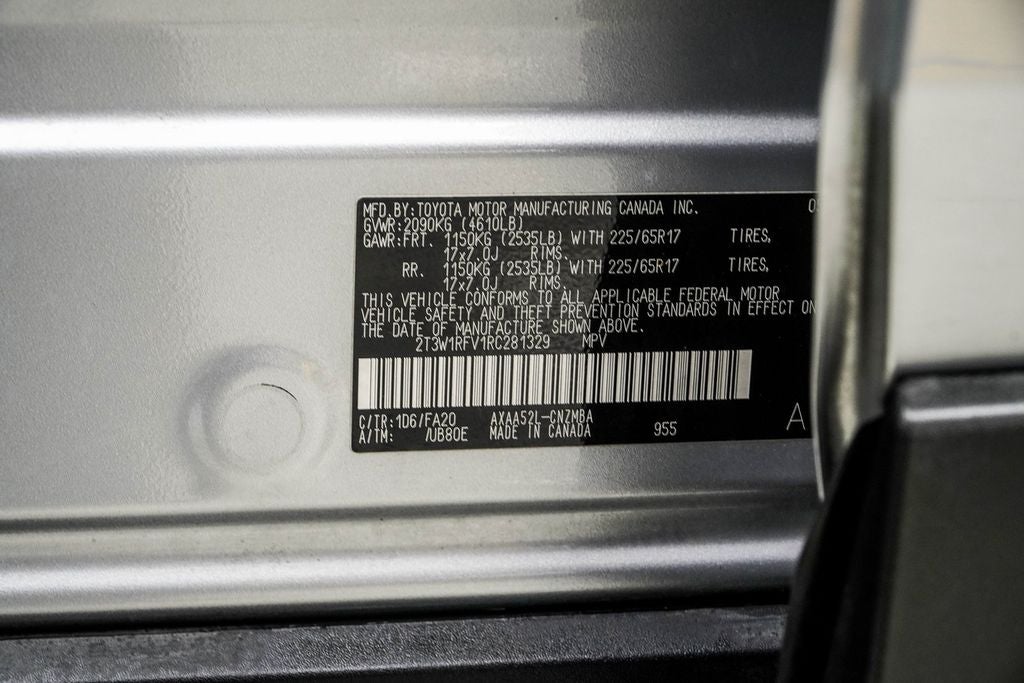 MFD. BY: TOYOTA MOTOR MANUFACTURING CANADA INC.
GVWR: 2090KG (4610LB)
GAWR: FRT. 1150KG (2535LB) WITH 225/65R17 TIRES,
17x7.0J RIMS,
RR. 1150KG (2535LB) WITH 225/65R17 TIRES,
17x7.0J RIMS,
THIS VEHICLE CONFORMS TO ALL APPLICABLE FEDERAL MOTOR
VEHICLE SAFETY AND THEFT PREVENTION STANDARDS IN EFFECT ON
THE DATE OF MANUFACTURE SHOWN ABOVE.
2T3W1RFV1RC281329 MPV
C/TR: 1D6/FA20 AXAA52L-CNZMBA
A/TM: /UB80E MADE IN CANADA 955 A